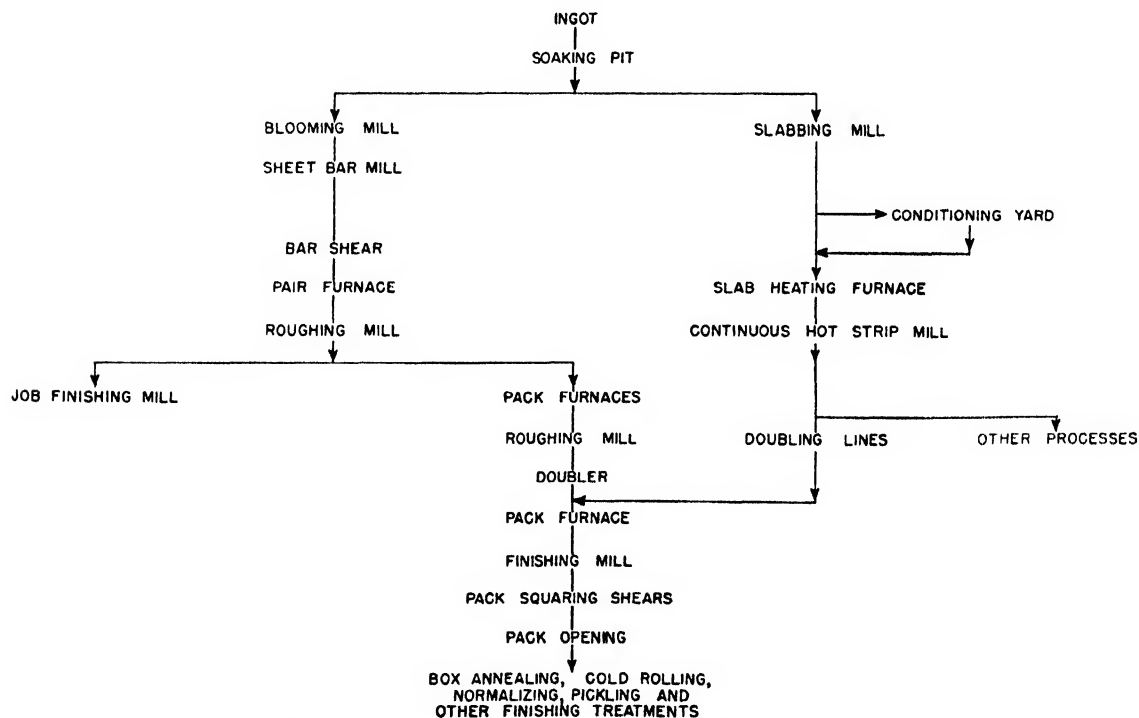 INGOT
SOAKING PIT
BLOOMING MILL
SLABBING MILL
SHEET BAR MILL
CONDITIONING YARD
BAR SHEAR
PAIR FURNACE
SLAB HEATING FURNACE
ROUGHING MILL
CONTINUOUS HOT STRIP MILL
JOB FINISHING MILL
PACK FURNACES
ROUGHING MILL
DOUBLING LINES
OTHER PROCESSES
DOUBLER
PACK FURNACE
FINISHING MILL
PACK SQUARING SHEARS
PACK OPENING
BOX ANNEALING, COLD ROLLING,
NORMALIZING, PICKLING AND
OTHER FINISHING TREATMENTS